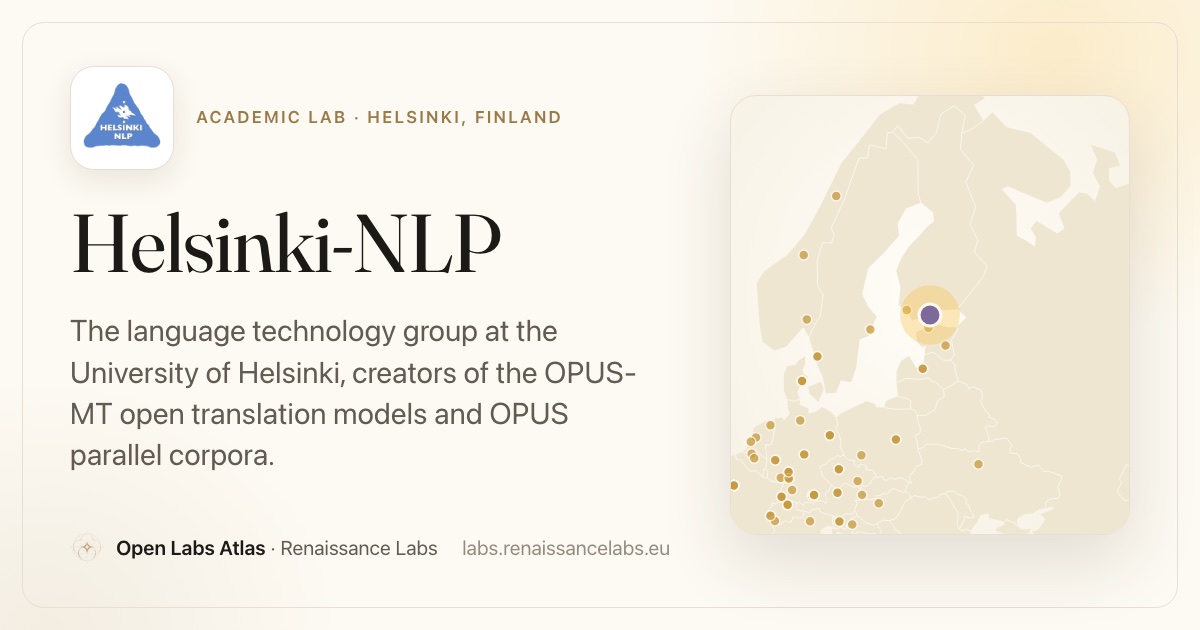 HELSINKI
NLP
ACADEMIC LAB · HELSINKI, FINLAND
Helsinki-NLP
The language technology group at the
University of Helsinki, creators of the OPUS-
MT open translation models and OPUS
parallel corpora.
Open Labs Atlas · Renaissance Labs labs.renaissancelabs.eu